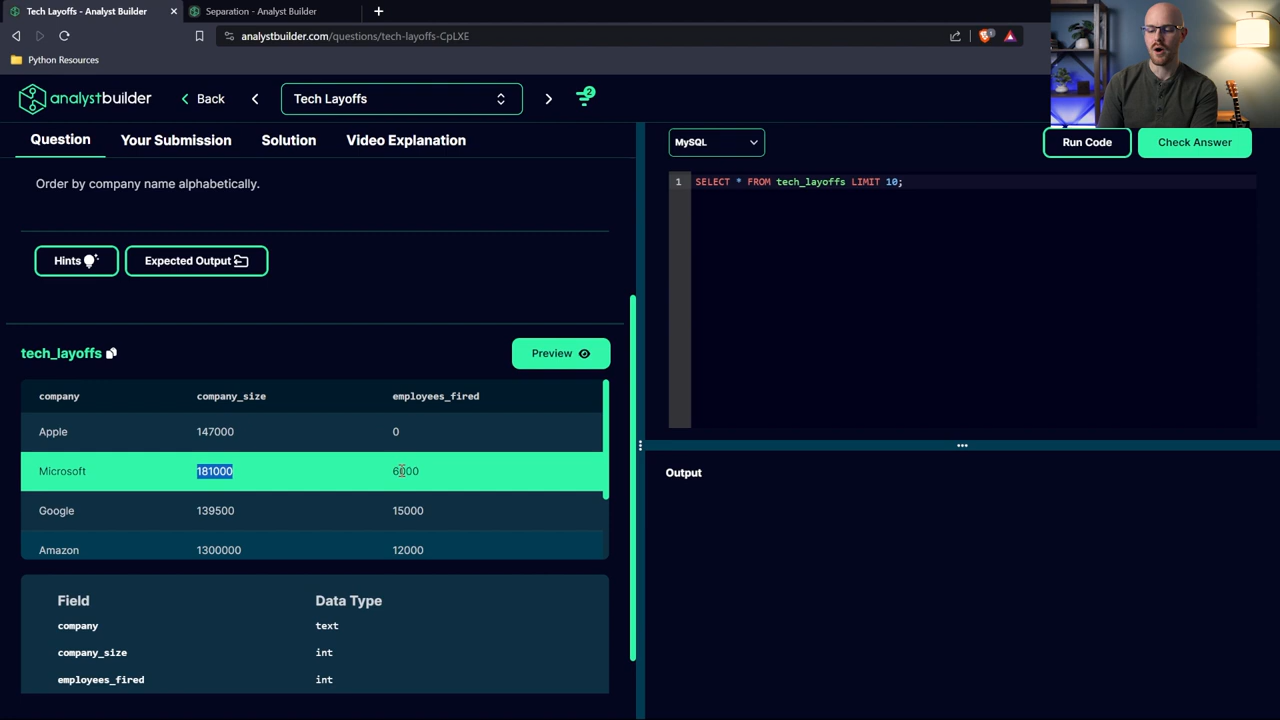 Tech Layoffs - Analyst Builder
Separation - Analyst Builder
analystbuilder.com/questions/tech-layoffs-CpLXE
Python Resources
analystbuilder
Back
Tech Layoffs
2
Question
Your Submission
Solution
Video Explanation
MySQL
Run Code
Check Answer
Order by company name alphabetically.
1 SELECT * FROM tech_layoffs LIMIT 10;
Hints
Expected Output
tech_layoffs
Preview
company company_size employees_fired
Apple 147000 0
Microsoft 181000 6000
Google 139500 15000
Amazon 1300000 12000
Output
Field Data Type
company text
company_size int
employees_fired int